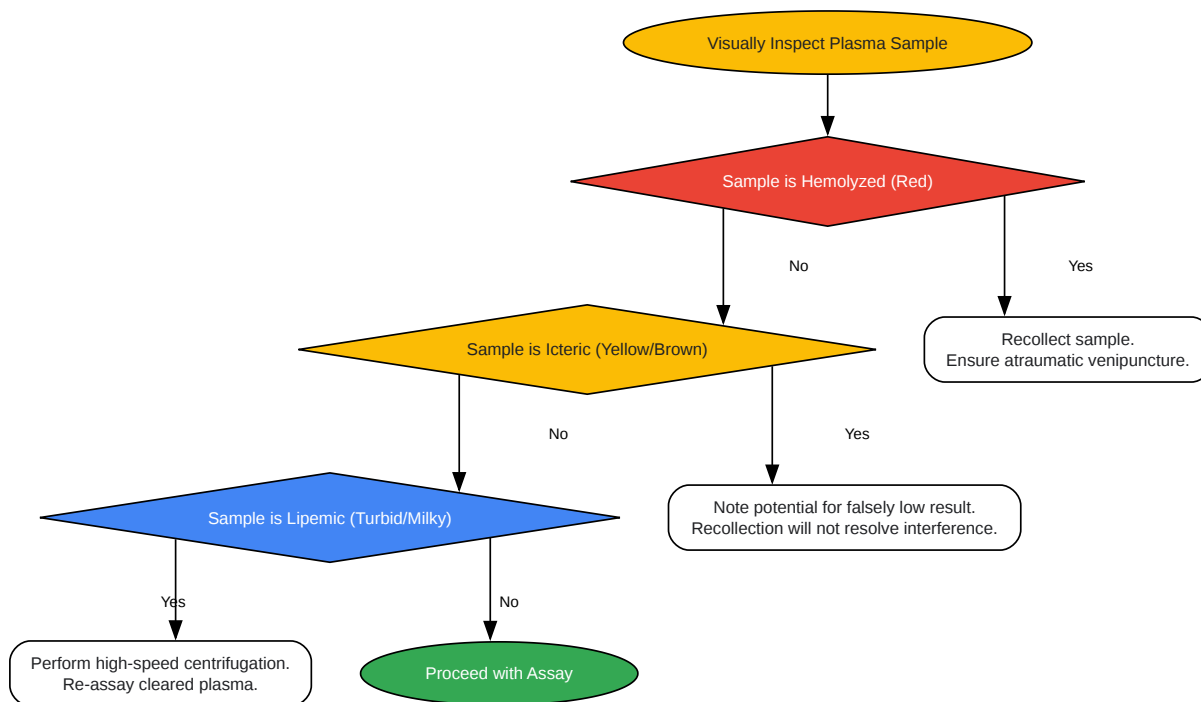 Visually Inspect Plasma Sample
Sample is Hemolyzed (Red)
No
Yes
Recollect sample.
Ensure atraumatic venipuncture.
Sample is Icteric (Yellow/Brown)
No
Yes
Note potential for falsely low result.
Recollection will not resolve interference.
Sample is Lipemic (Turbid/Milky)
Yes
No
Perform high-speed centrifugation.
Re-assay cleared plasma.
Proceed with Assay